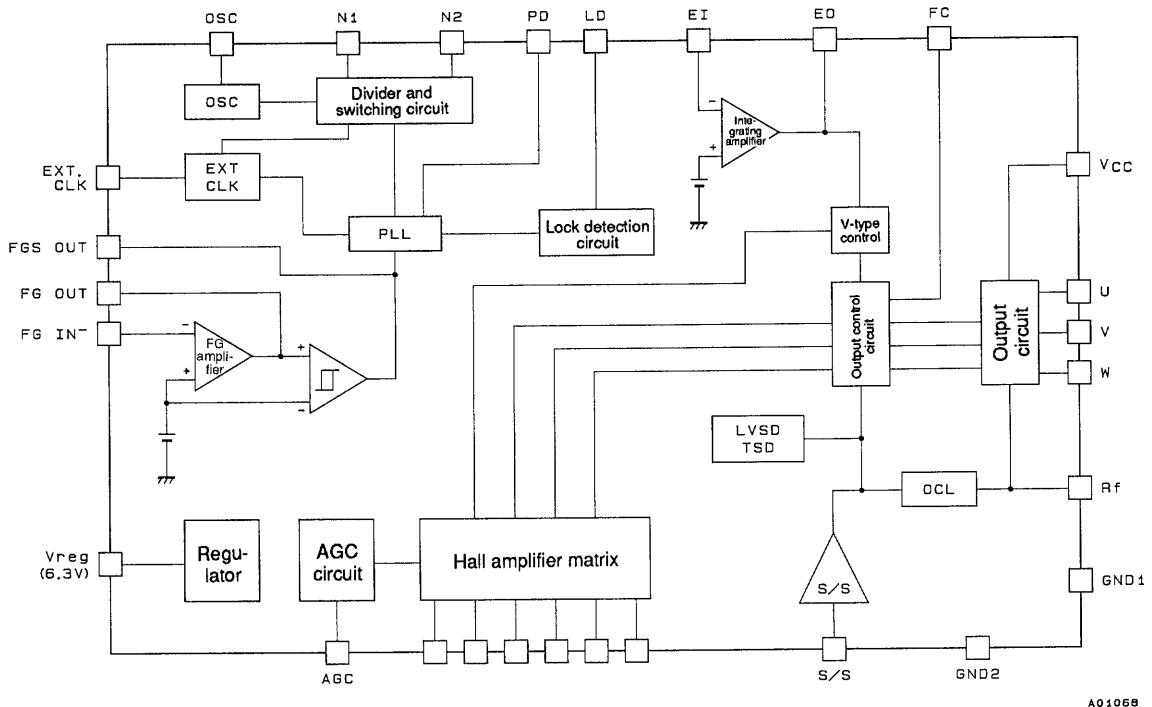 OSC N1 N2 PD LD EI EO FC
OSC
Divider and
switching circuit
−
Inte-
grating
amplifier
+
EXT.
CLK
EXT
CLK
VCC
PLL
Lock detection
circuit
V-type
control
FGS OUT
FG OUT
FG IN−
−
FG
ampli-
fier
+
+
−
Output control
circuit
Output
circuit
U
V
W
LVSD
TSD
OCL
Rf
Vreg
(6.3V)
Regu-
lator
AGC
circuit
Hall amplifier matrix
S/S
GND1
AGC
S/S
GND2
A01068